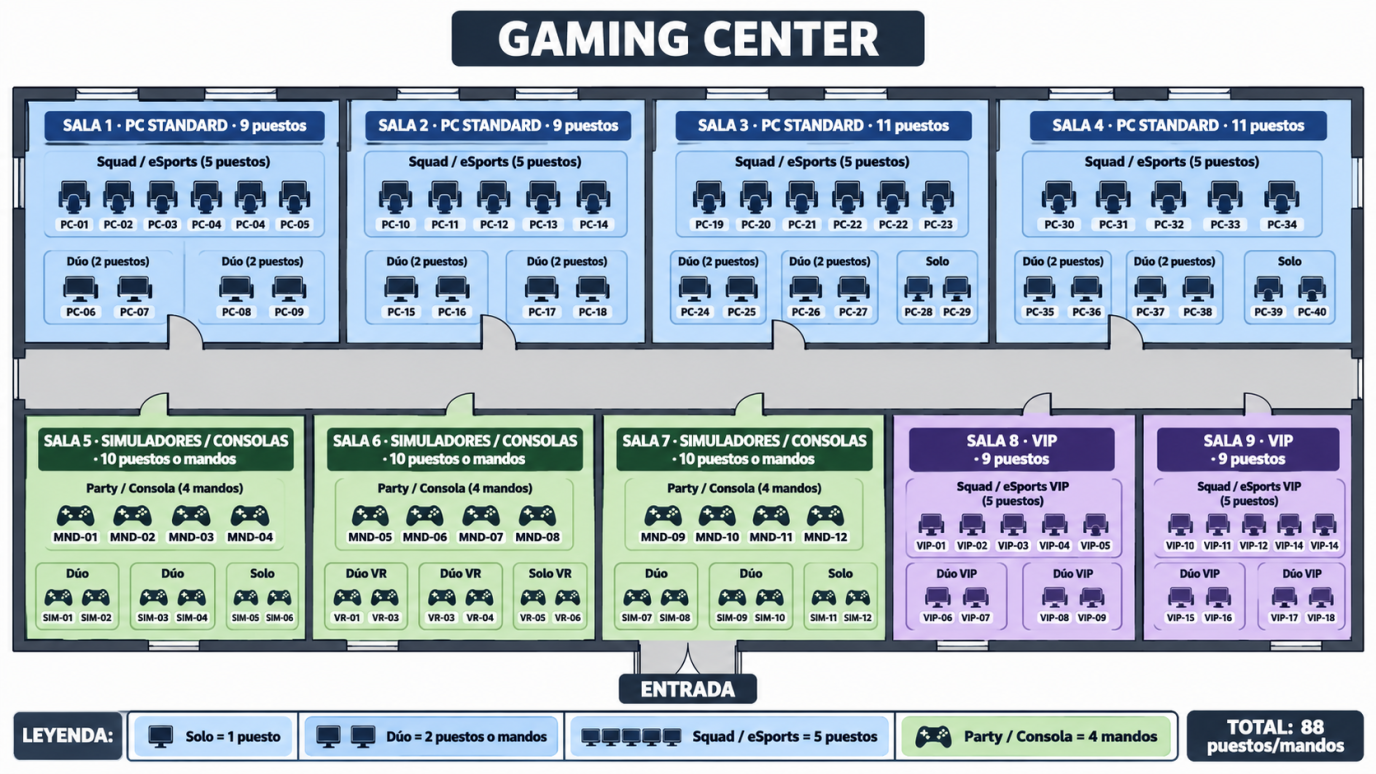 GAMING CENTER
SALA 1 · PC STANDARD · 9 puestos
Squad / eSports (5 puestos)
PC-01 PC-02 PC-03 PC-04 PC-04 PC-05
Dúo (2 puestos) Dúo (2 puestos)
PC-06 PC-07 PC-08 PC-09
SALA 2 · PC STANDARD · 9 puestos
Squad / eSports (5 puestos)
PC-10 PC-11 PC-12 PC-13 PC-14
Dúo (2 puestos) Dúo (2 puestos)
PC-15 PC-16 PC-17 PC-18
SALA 3 · PC STANDARD · 11 puestos
Squad / eSports (5 puestos)
PC-19 PC-20 PC-21 PC-22 PC-22 PC-23
Dúo (2 puestos) Dúo (2 puestos) Solo
PC-24 PC-25 PC-26 PC-27 PC-28 PC-29
SALA 4 · PC STANDARD · 11 puestos
Squad / eSports (5 puestos)
PC-30 PC-31 PC-32 PC-33 PC-34
Dúo (2 puestos) Dúo (2 puestos) Solo
PC-35 PC-36 PC-37 PC-38 PC-39 PC-40
SALA 5 · SIMULADORES / CONSOLAS
· 10 puestos o mandos
Party / Consola (4 mandos)
MND-01 MND-02 MND-03 MND-04
Dúo Dúo Solo
SIM-01 SIM-02 SIM-03 SIM-04 SIM-05 SIM-06
SALA 6 · SIMULADORES / CONSOLAS
· 10 puestos o mandos
Party / Consola (4 mandos)
MND-05 MND-06 MND-07 MND-08
Dúo VR Dúo VR Solo VR
VR-01 VR-03 VR-03 VR-04 VR-05 VR-06
SALA 7 · SIMULADORES / CONSOLAS
· 10 puestos o mandos
Party / Consola (4 mandos)
MND-09 MND-10 MND-11 MND-12
Dúo Dúo Solo
SIM-07 SIM-08 SIM-09 SIM-10 SIM-11 SIM-12
SALA 8 · VIP
· 9 puestos
Squad / eSports VIP
(5 puestos)
VIP-01 VIP-02 VIP-03 VIP-04 VIP-05
Dúo VIP Dúo VIP
VIP-06 VIP-07 VIP-08 VIP-09
SALA 9 · VIP
· 9 puestos
Squad / eSports VIP
(5 puestos)
VIP-10 VIP-11 VIP-12 VIP-14 VIP-14
Dúo VIP Dúo VIP
VIP-15 VIP-16 VIP-17 VIP-18
ENTRADA
LEYENDA:
Solo = 1 puesto
Dúo = 2 puestos o mandos
Squad / eSports = 5 puestos
Party / Consola = 4 mandos
TOTAL: 88
puestos/mandos